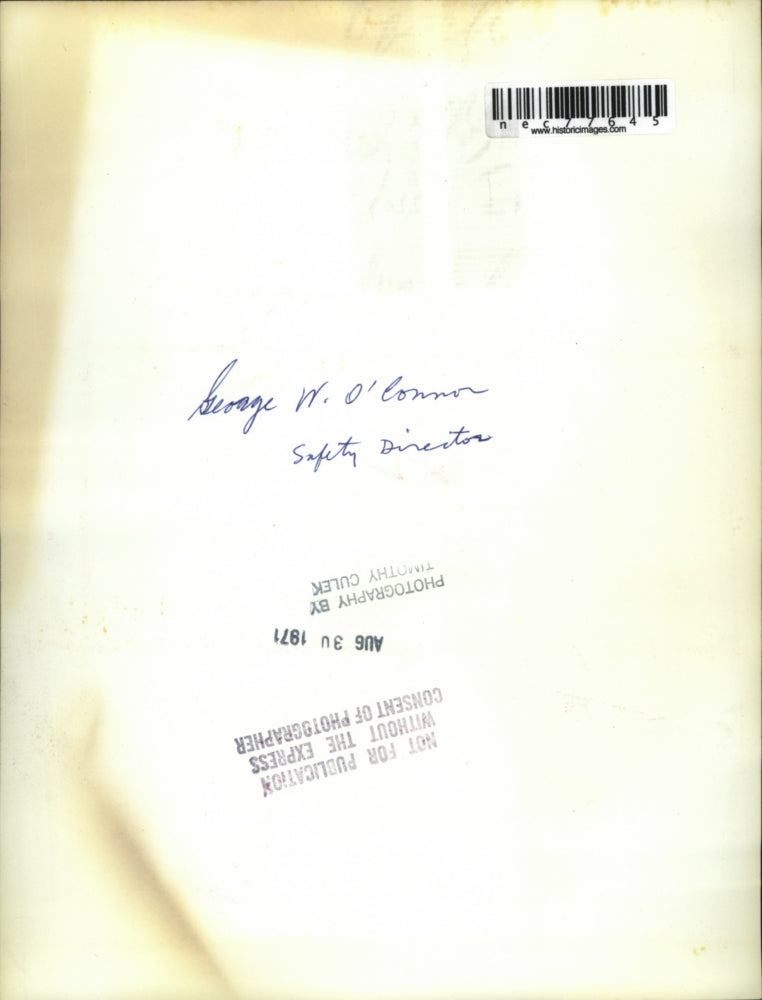 nec77645
www.historicimages.com
George W. O'Connor
Safety Director
PHOTOGRAPHY BY
TIMOTHY CULEK
AUG 30 1971
NOT FOR PUBLICATION
WITHOUT THE EXPRESS
CONSENT OF PHOTOGRAPHER